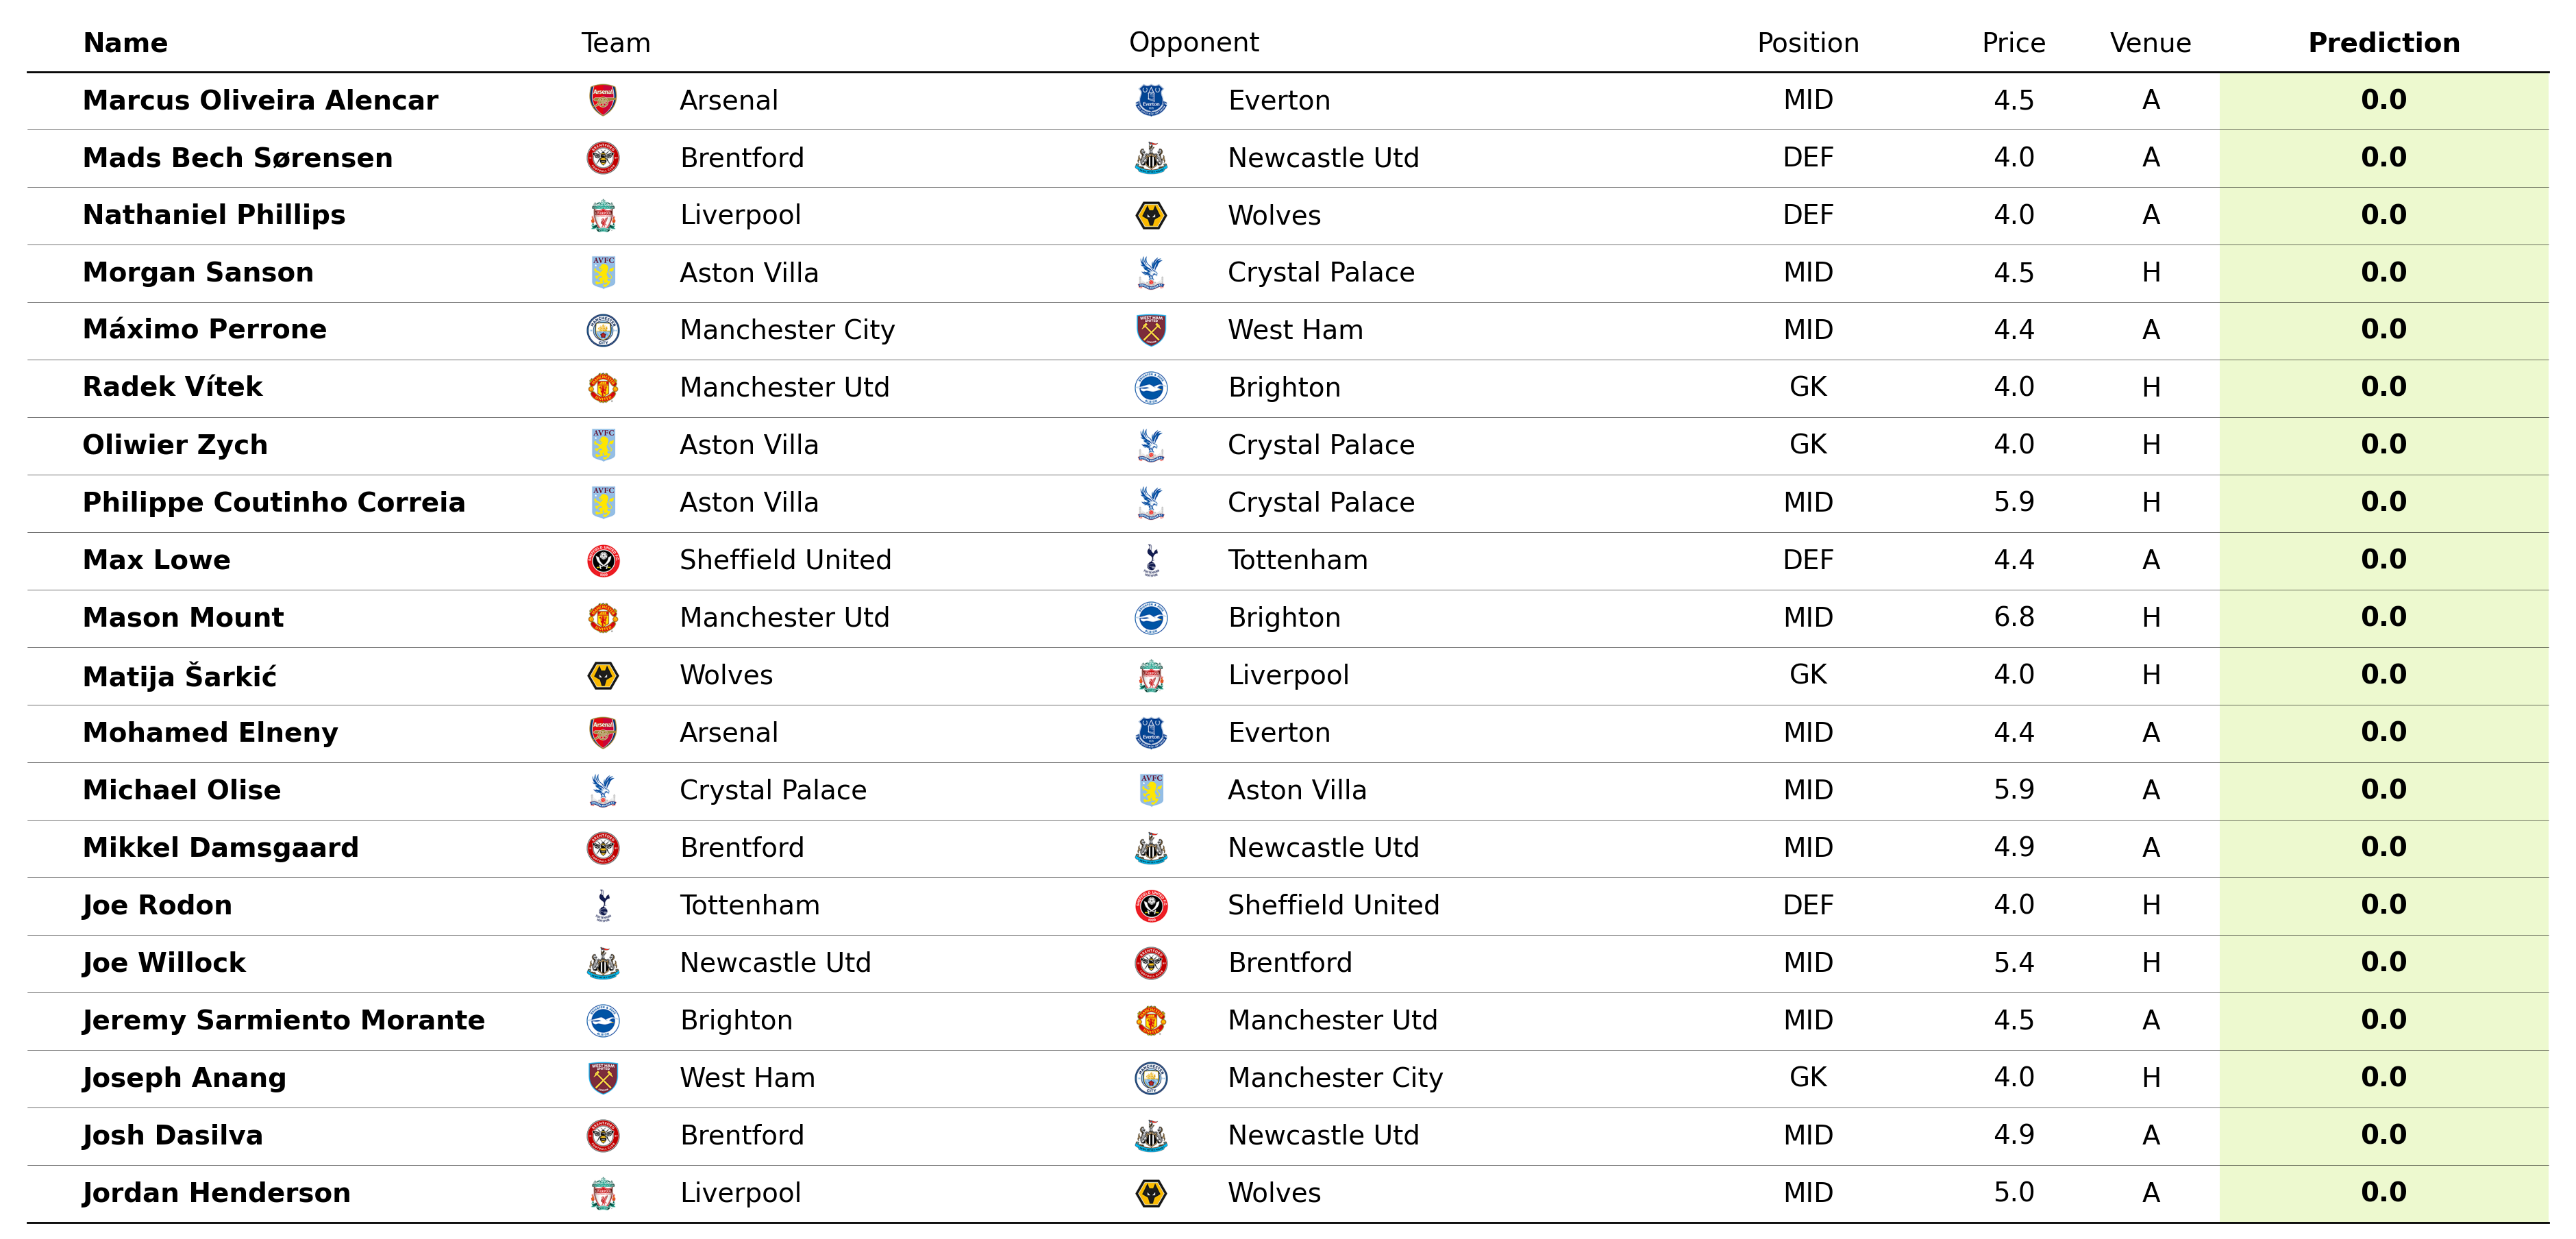 Name Team Opponent Position Price Venue Prediction
Marcus Oliveira Alencar Arsenal Everton MID 4.5 A 0.0
Mads Bech Sørensen Brentford Newcastle Utd DEF 4.0 A 0.0
Nathaniel Phillips Liverpool Wolves DEF 4.0 A 0.0
Morgan Sanson Aston Villa Crystal Palace MID 4.5 H 0.0
Máximo Perrone Manchester City West Ham MID 4.4 A 0.0
Radek Vítek Manchester Utd Brighton GK 4.0 H 0.0
Oliwier Zych Aston Villa Crystal Palace GK 4.0 H 0.0
Philippe Coutinho Correia Aston Villa Crystal Palace MID 5.9 H 0.0
Max Lowe Sheffield United Tottenham DEF 4.4 A 0.0
Mason Mount Manchester Utd Brighton MID 6.8 H 0.0
Matija Šarkić Wolves Liverpool GK 4.0 H 0.0
Mohamed Elneny Arsenal Everton MID 4.4 A 0.0
Michael Olise Crystal Palace Aston Villa MID 5.9 A 0.0
Mikkel Damsgaard Brentford Newcastle Utd MID 4.9 A 0.0
Joe Rodon Tottenham Sheffield United DEF 4.0 H 0.0
Joe Willock Newcastle Utd Brentford MID 5.4 H 0.0
Jeremy Sarmiento Morante Brighton Manchester Utd MID 4.5 A 0.0
Joseph Anang West Ham Manchester City GK 4.0 H 0.0
Josh Dasilva Brentford Newcastle Utd MID 4.9 A 0.0
Jordan Henderson Liverpool Wolves MID 5.0 A 0.0